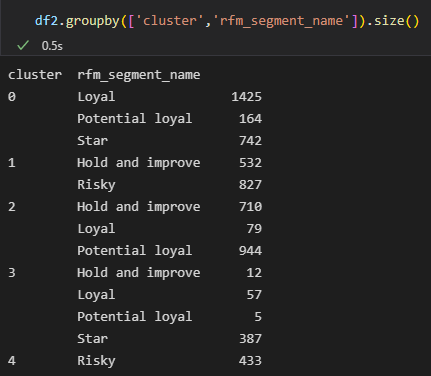 df2.groupby(['cluster','rfm_segment_name']).size()
✓ 0.5s
cluster rfm_segment_name
0 Loyal 1425
Potential loyal 164
Star 742
1 Hold and improve 532
Risky 827
2 Hold and improve 710
Loyal 79
Potential loyal 944
3 Hold and improve 12
Loyal 57
Potential loyal 5
Star 387
4 Risky 433